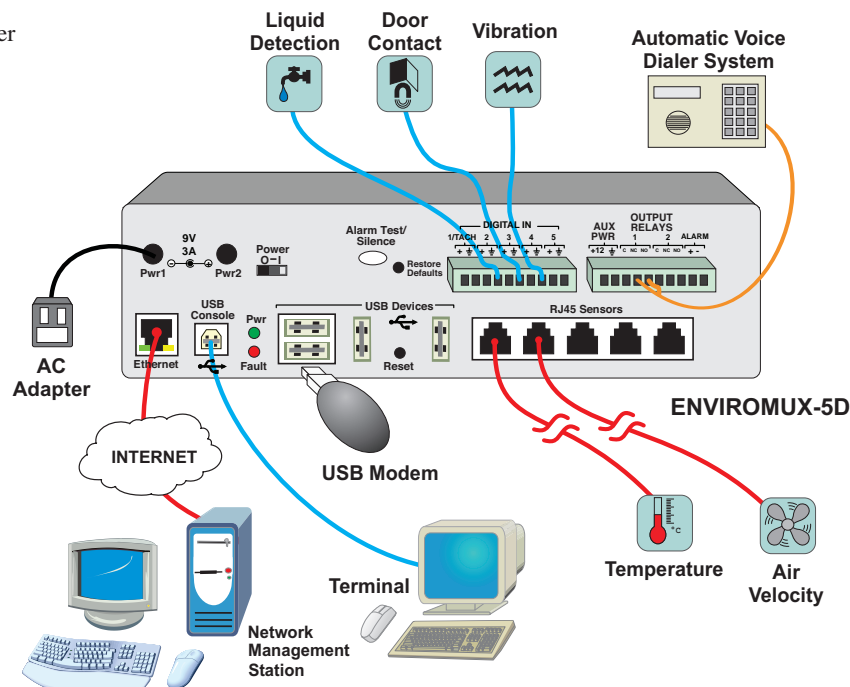 er
Liquid
Detection
Door
Contact
Vibration
Automatic Voice
Dialer System
9V
3A
Pwr1
Pwr2
Power
O–I
Alarm Test/
Silence
Restore
Defaults
DIGITAL IN
1/TACH 2 3 4 5
+ + + + +
AUX
PWR
+12
OUTPUT
RELAYS
1 2 ALARM
C NC NO C NC NO + -
Ethernet
USB
Console
Pwr
Fault
USB Devices
Reset
RJ45 Sensors
AC
Adapter
ENVIROMUX-5D
INTERNET
USB Modem
Terminal
Network
Management
Station
°C
Temperature
Air
Velocity